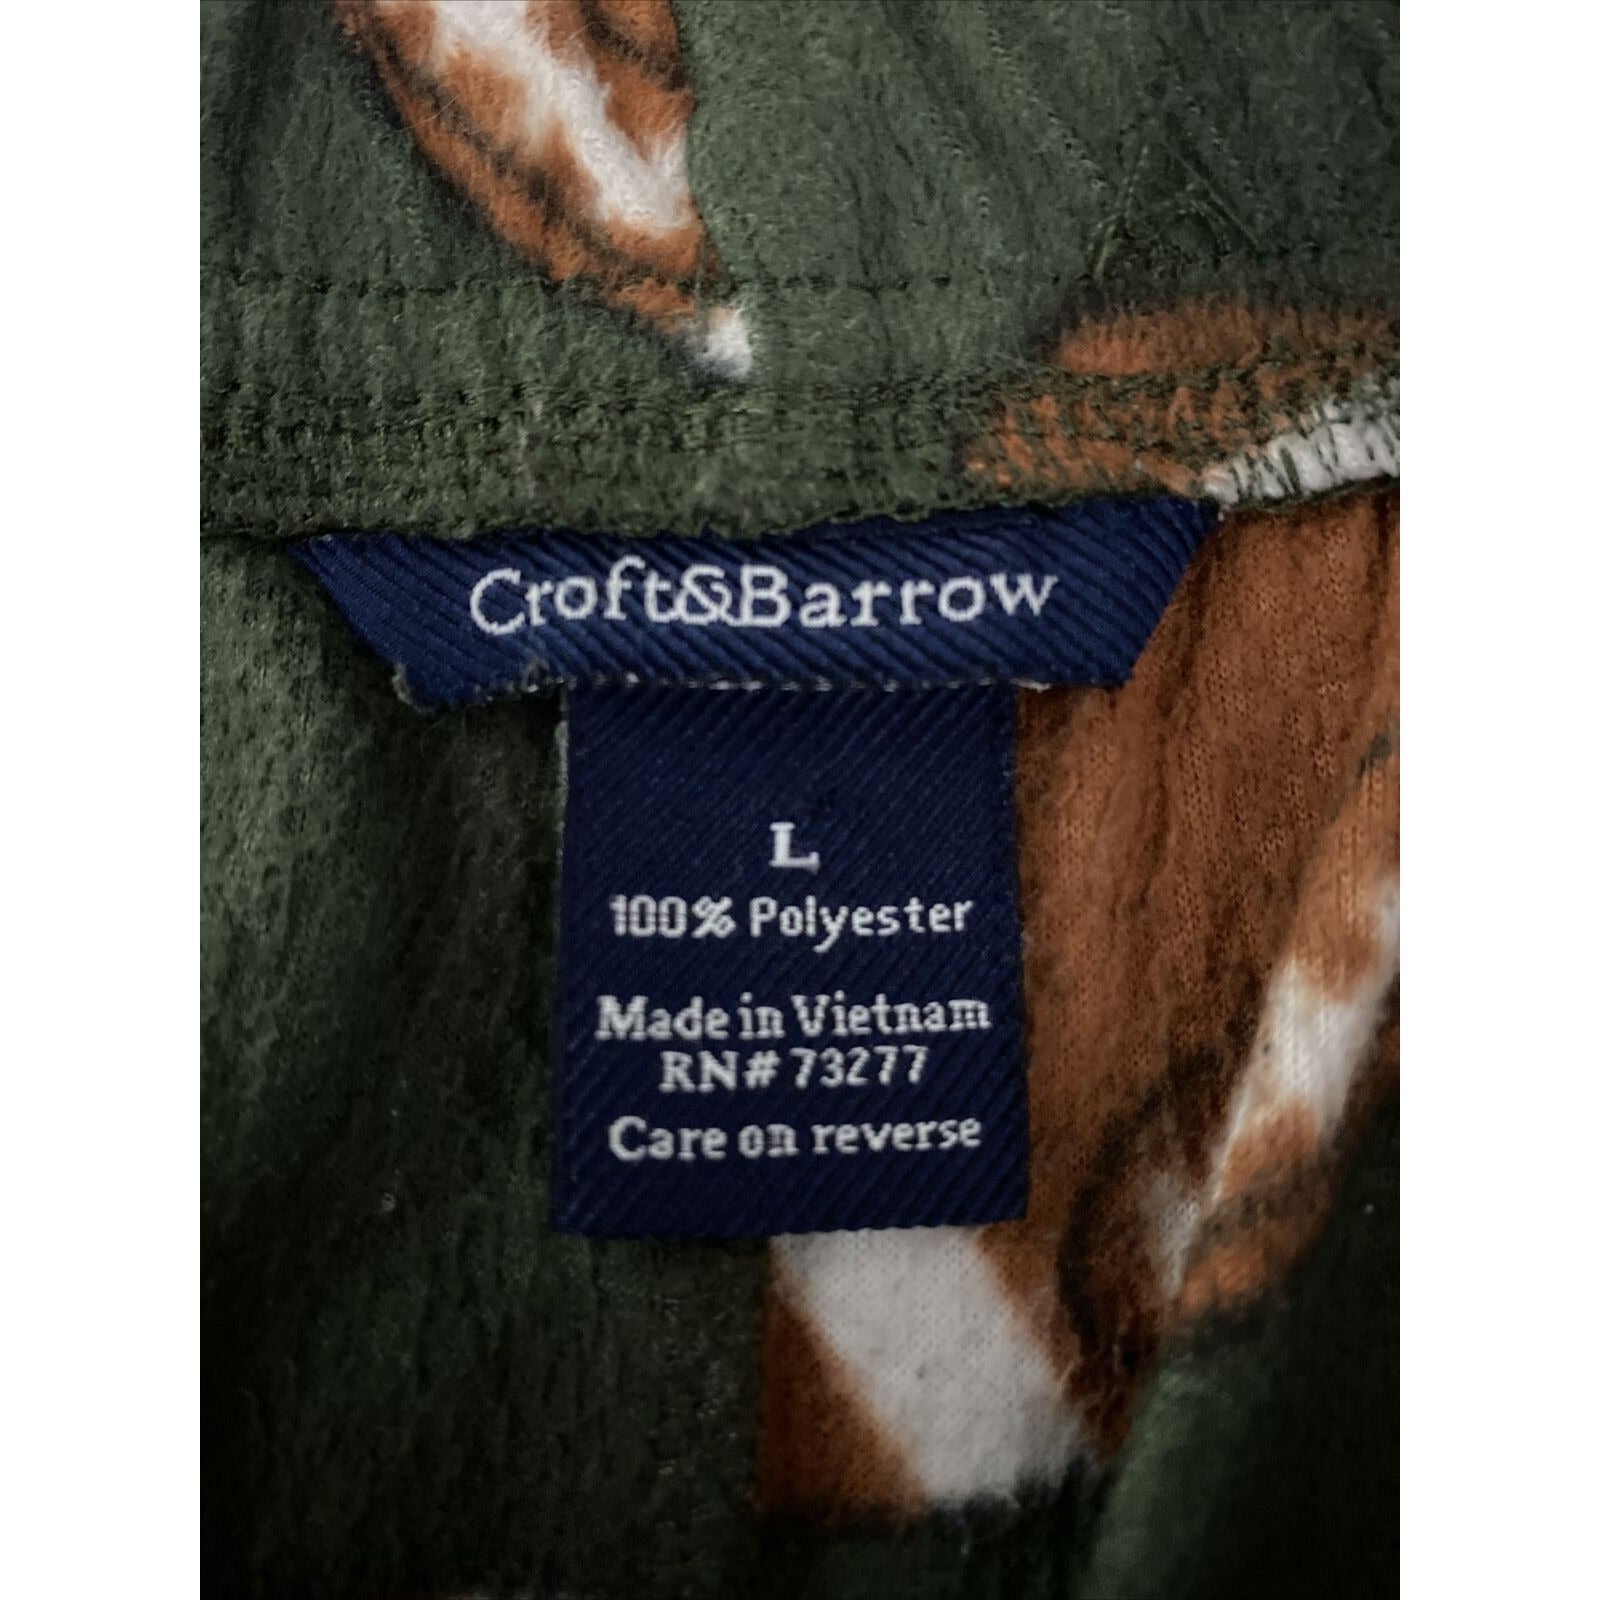 Croft&Barrow
L
100% Polyester
Made in Vietnam
RN# 73277
Care on reverse